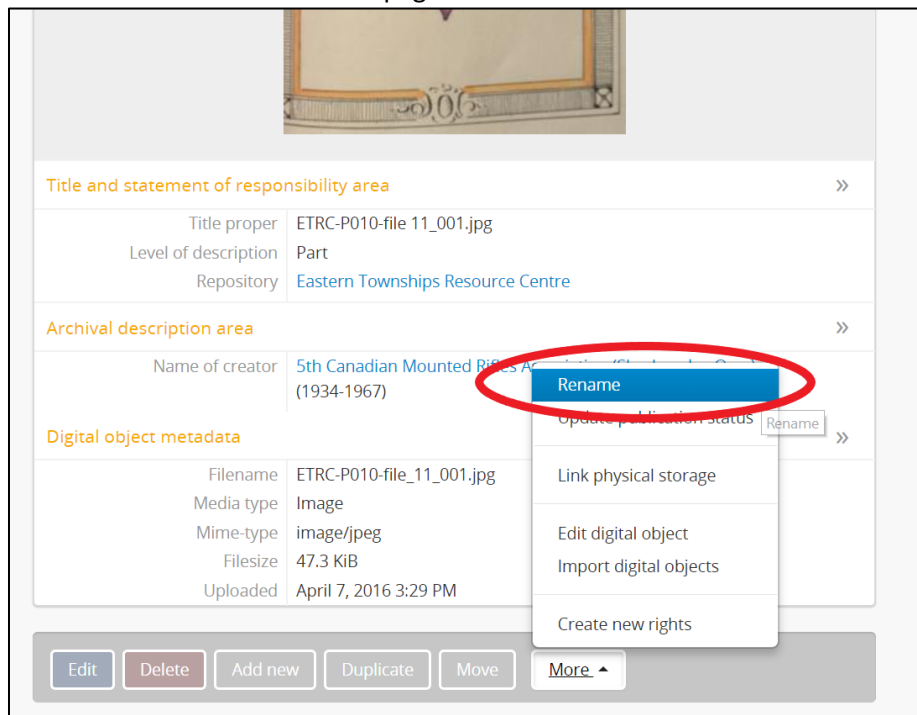 pag
Title and statement of responsibility area »
Title proper ETRC-P010-file 11_001.jpg
Level of description Part
Repository Eastern Townships Resource Centre
Archival description area »
Name of creator 5th Canadian Mounted Rifles
(1934-1967)
Rename
Update publication status
Rename
Digital object metadata »
Filename ETRC-P010-file_11_001.jpg
Link physical storage
Media type Image
Mime-type image/jpeg
Edit digital object
Filesize 47.3 KiB
Import digital objects
Uploaded April 7, 2016 3:29 PM
Create new rights
Edit Delete Add new Duplicate Move More